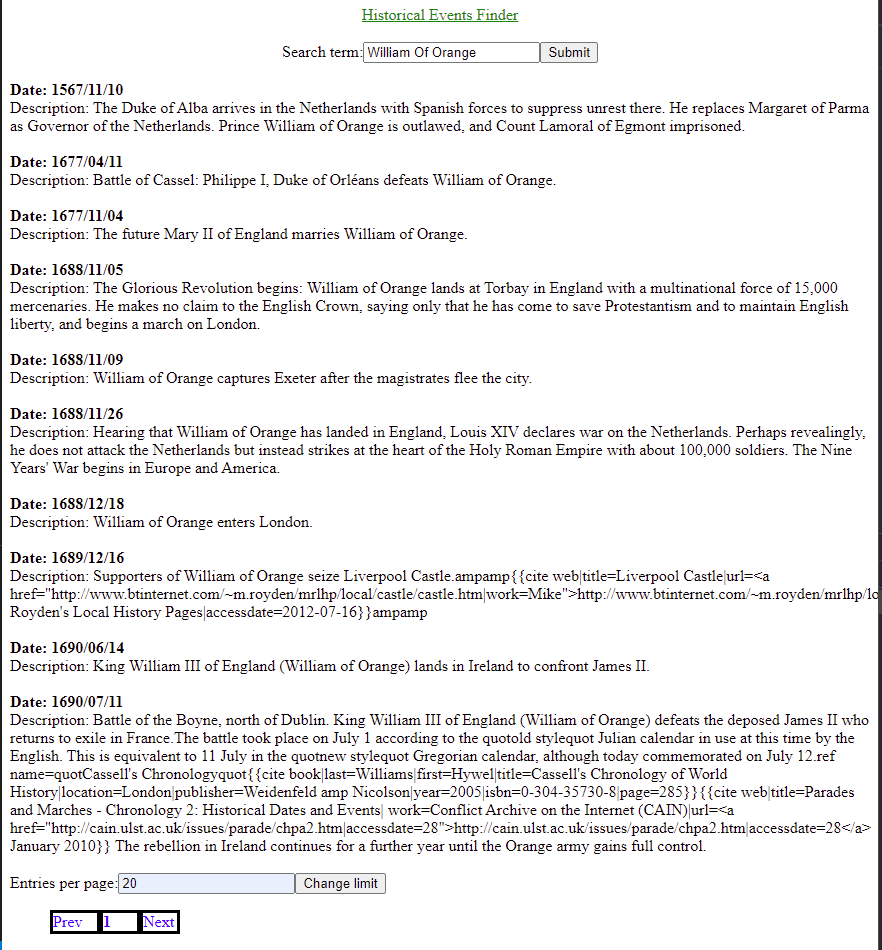 Historical Events Finder
Search term: William Of Orange Submit
Date: 1567/11/10
Description: The Duke of Alba arrives in the Netherlands with Spanish forces to suppress unrest there. He replaces Margaret of Parma
as Governor of the Netherlands. Prince William of Orange is outlawed, and Count Lamoral of Egmont imprisoned.
Date: 1677/04/11
Description: Battle of Cassel: Philippe I, Duke of Orléans defeats William of Orange.
Date: 1677/11/04
Description: The future Mary II of England marries William of Orange.
Date: 1688/11/05
Description: The Glorious Revolution begins: William of Orange lands at Torbay in England with a multinational force of 15,000
mercenaries. He makes no claim to the English Crown, saying only that he has come to save Protestantism and to maintain English
liberty, and begins a march on London.
Date: 1688/11/09
Description: William of Orange captures Exeter after the magistrates flee the city.
Date: 1688/11/26
Description: Hearing that William of Orange has landed in England, Louis XIV declares war on the Netherlands. Perhaps revealingly,
he does not attack the Netherlands but instead strikes at the heart of the Holy Roman Empire with about 100,000 soldiers. The Nine
Years' War begins in Europe and America.
Date: 1688/12/18
Description: William of Orange enters London.
Date: 1689/12/16
Description: Supporters of William of Orange seize Liverpool Castle.ampamp{{cite web|title=Liverpool Castle|url=<a
href="http://www.btinternet.com/~m.royden/mrlhp/local/castle/castle.htm|work=Mike">http://www.btinternet.com/~m.royden/mrlhp/lo
Royden's Local History Pages|accessdate=2012-07-16}}ampamp
Date: 1690/06/14
Description: King William III of England (William of Orange) lands in Ireland to confront James II.
Date: 1690/07/11
Description: Battle of the Boyne, north of Dublin. King William III of England (William of Orange) defeats the deposed James II who
returns to exile in France.The battle took place on July 1 according to the quotold stylequot Julian calendar in use at this time by the
English. This is equivalent to 11 July in the quotnew stylequot Gregorian calendar, although today commemorated on July 12.ref
name=quotCassell's Chronologyquot{{cite book|last=Williams|first=Hywel|title=Cassell's Chronology of World
History|location=London|publisher=Weidenfeld amp Nicolson|year=2005|isbn=0-304-35730-8|page=285}}{{cite web|title=Parades
and Marches - Chronology 2: Historical Dates and Events| work=Conflict Archive on the Internet (CAIN)|url=<a
href="http://cain.ulst.ac.uk/issues/parade/chpa2.htm|accessdate=28">http://cain.ulst.ac.uk/issues/parade/chpa2.htm|accessdate=28</a>
January 2010}} The rebellion in Ireland continues for a further year until the Orange army gains full control.
Entries per page: 20 Change limit
Prev 1 Next